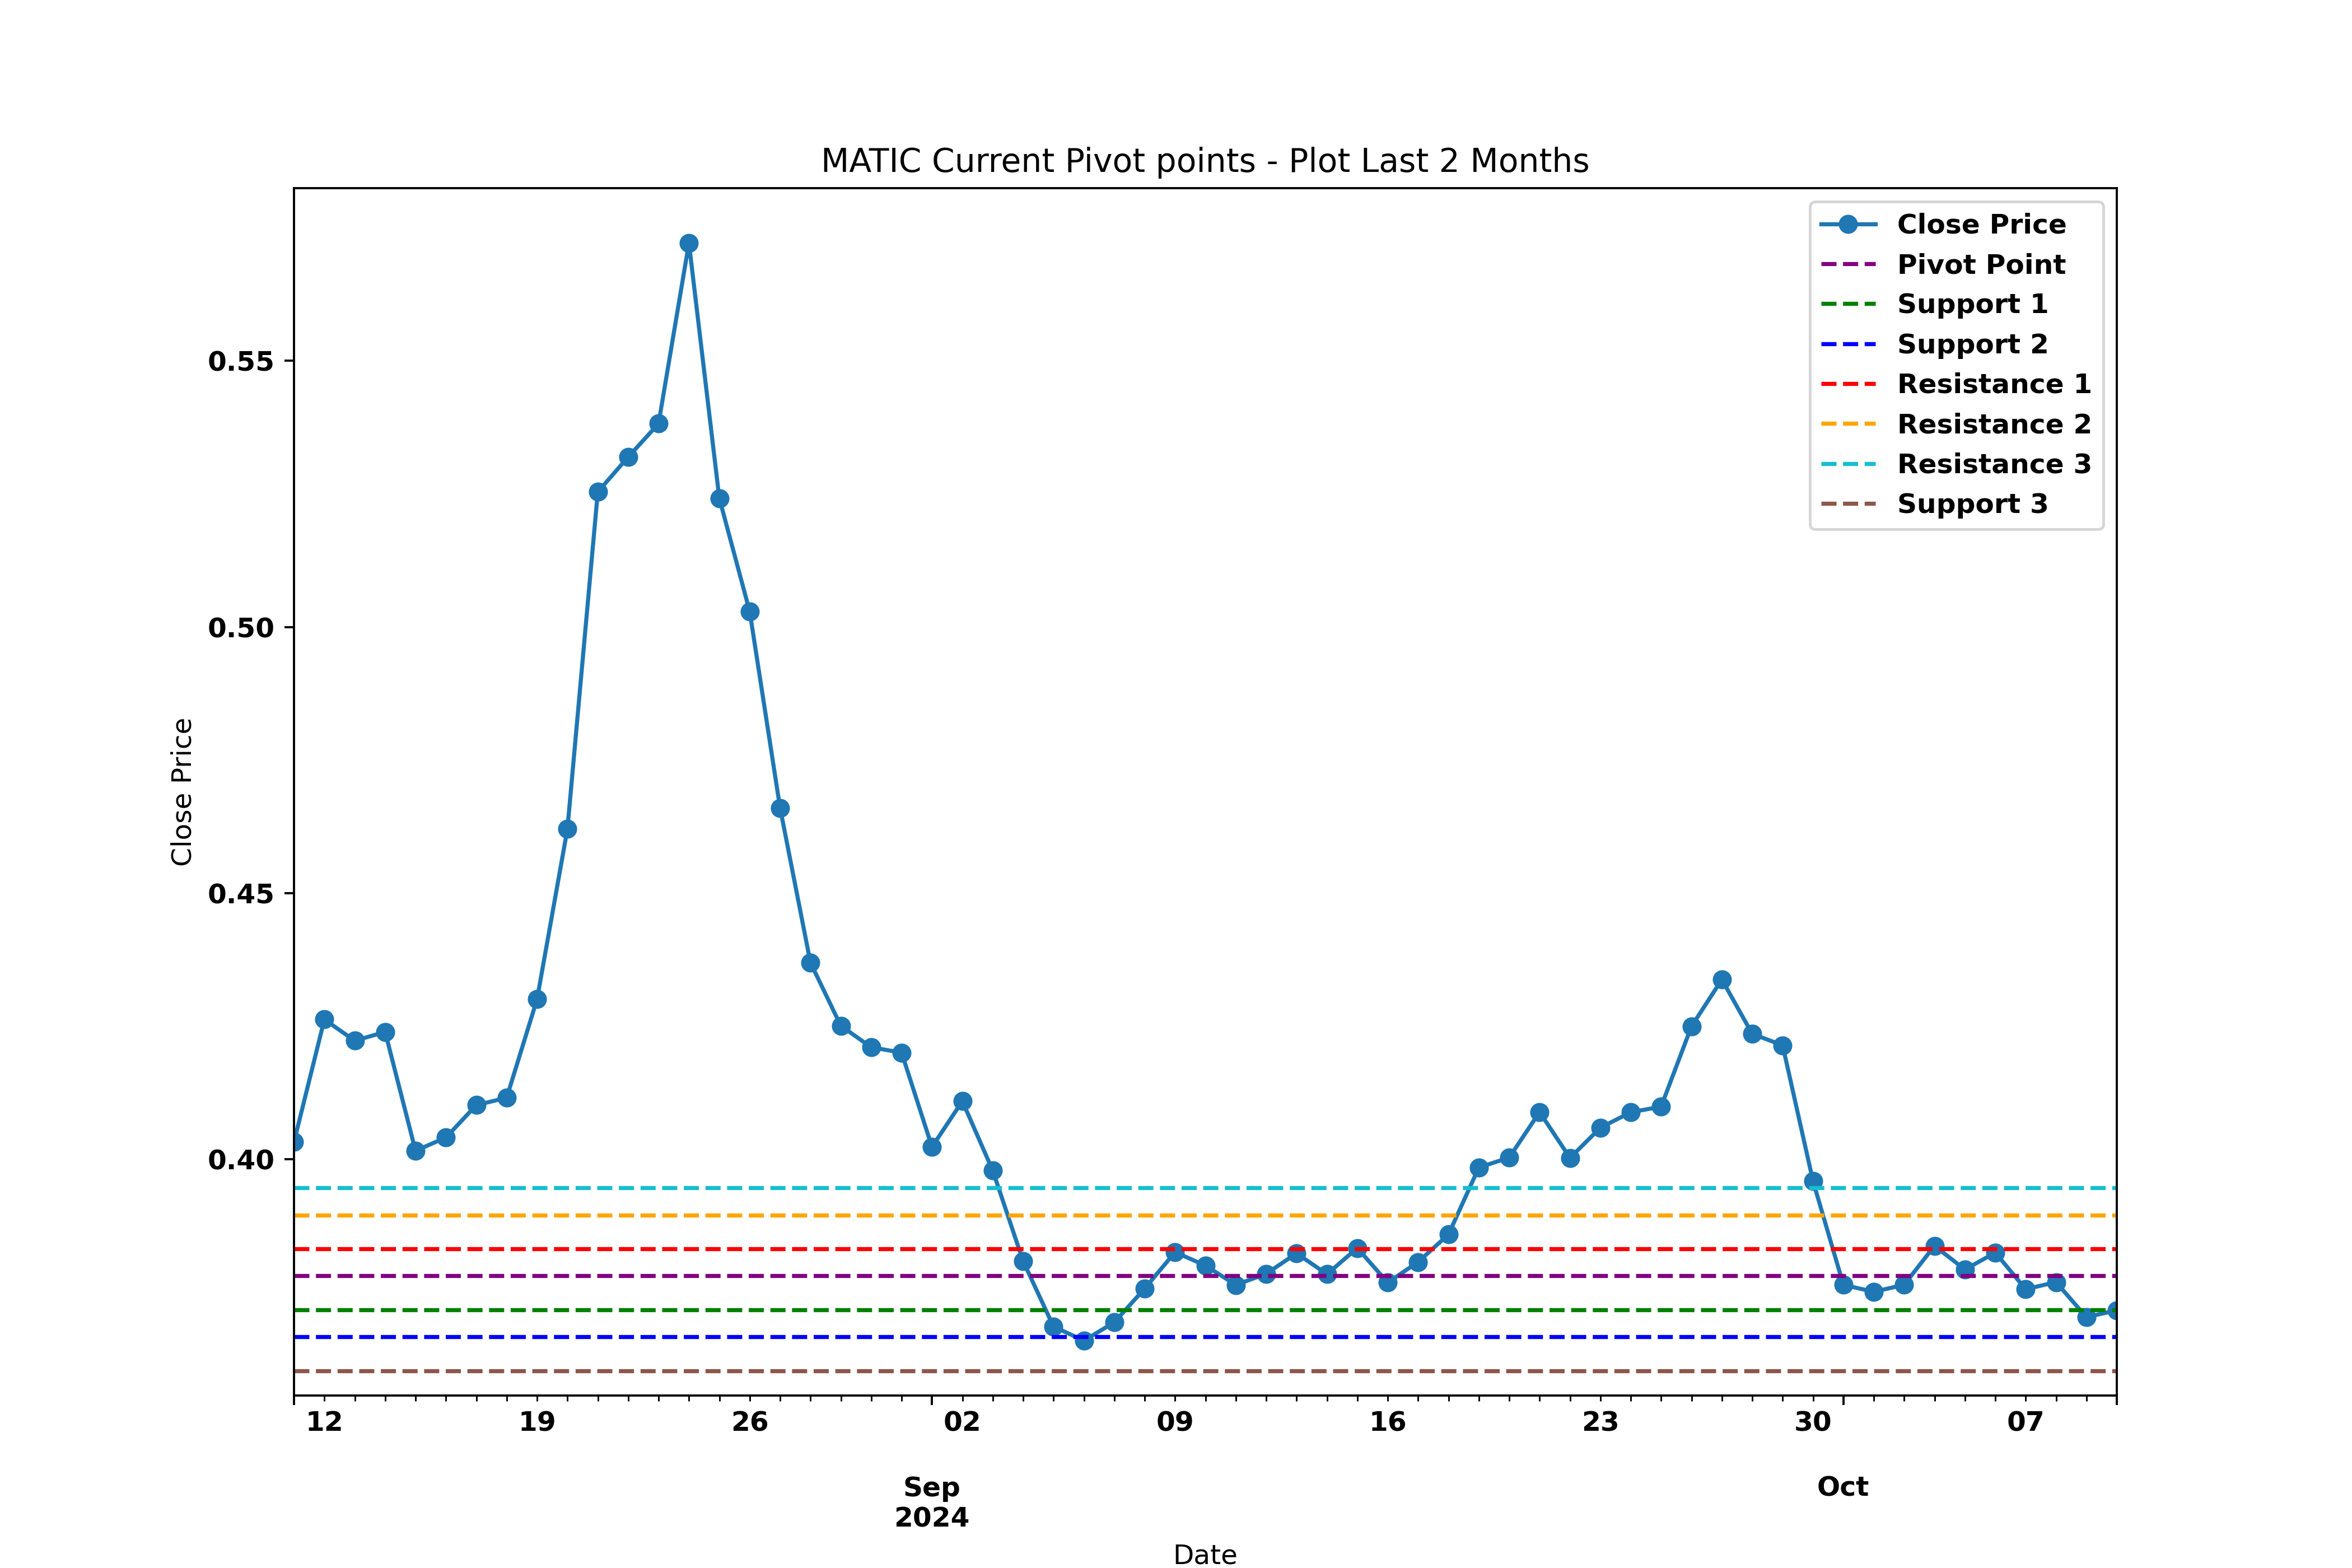 MATIC Current Pivot points - Plot Last 2 Months
Close Price
Pivot Point
Support 1
Support 2
Resistance 1
Resistance 2
Resistance 3
Support 3
0.55
0.50
0.45
0.40
Close Price
12 19 26 02 09 16 23 30 07
Sep Oct
2024
Date